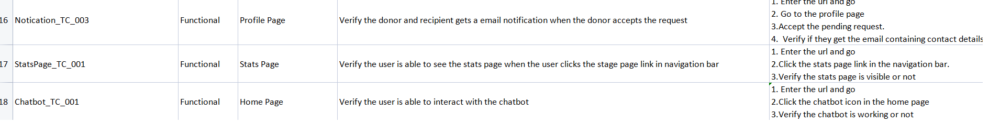 1. Enter the url and go
16 Notication_TC_003 Functional Profile Page Verify the donor and recipient gets a email notification when the donor accepts the request
2. Go to the profile page
3.Accept the pending request.
4.  Verify if they get the email containing contact details
1. Enter the url and go
17 StatsPage_TC_001 Functional Stats Page Verify the user is able to see the stats page when the user clicks the stage page link in navigation bar
2.Click the stats page link in the navigation bar.
3.Verify the stats page is visible or not
1. Enter the url and go
18 Chatbot_TC_001 Functional Home Page Verify the user is able to interact with the chatbot
2.Click the chatbot icon in the home page
3.Verify the chatbot is working or not